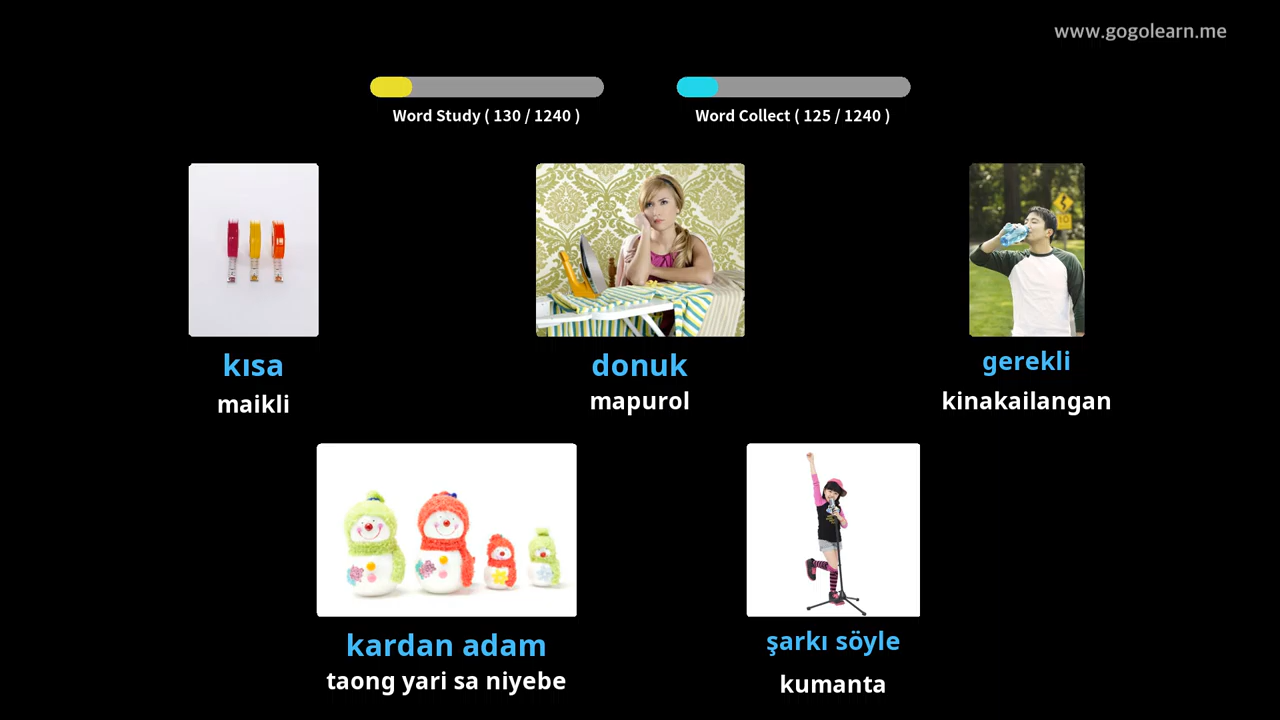 www.gogolearn.me
Word Study ( 130 / 1240 )
Word Collect ( 125 / 1240 )
kısa
maikli
donuk
mapurol
gerekli
kinakailangan
kardan adam
taong yari sa niyebe
şarkı söyle
kumanta